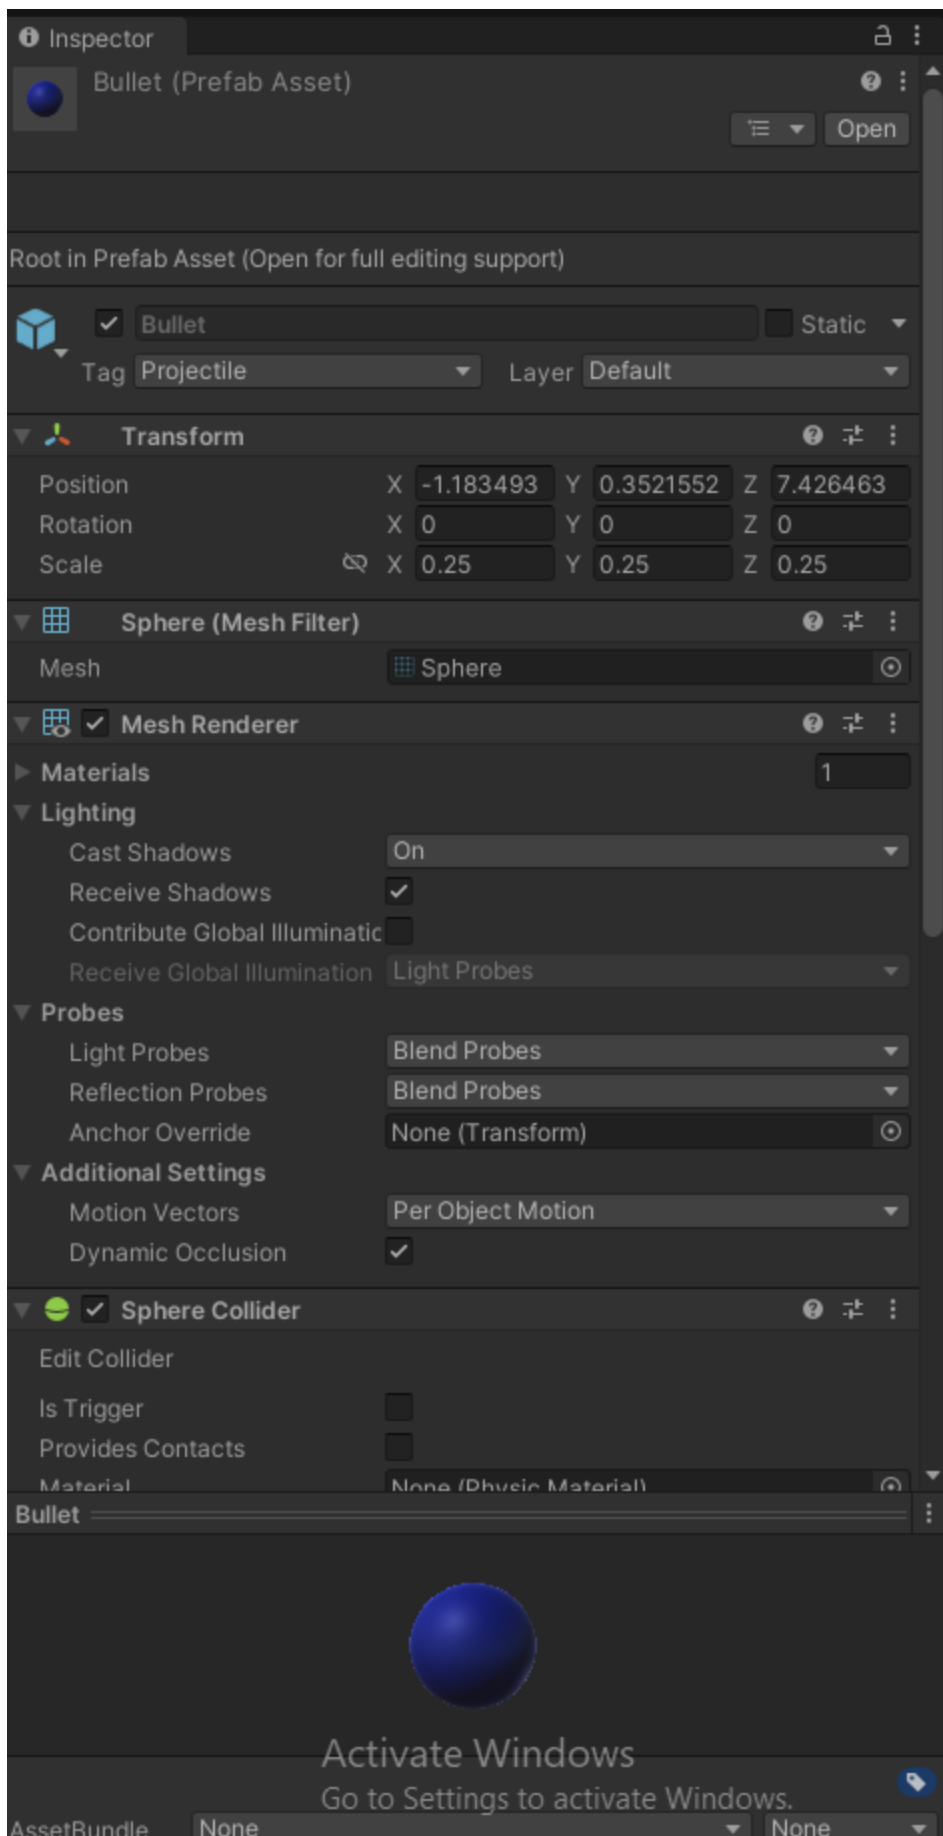 Inspector
Bullet (Prefab Asset)
Open
Root in Prefab Asset (Open for full editing support)
Bullet Static
Tag Projectile Layer Default
Transform
Position X -1.183493 Y 0.3521552 Z 7.426463
Rotation X 0 Y 0 Z 0
Scale X 0.25 Y 0.25 Z 0.25
Sphere (Mesh Filter)
Mesh Sphere
Mesh Renderer
Materials 1
Lighting
Cast Shadows On
Receive Shadows
Contribute Global Illuminatic
Receive Global Illumination Light Probes
Probes
Light Probes Blend Probes
Reflection Probes Blend Probes
Anchor Override None (Transform)
Additional Settings
Motion Vectors Per Object Motion
Dynamic Occlusion
Sphere Collider
Edit Collider
Is Trigger
Provides Contacts
Material None (Physic Material)
Bullet
Activate Windows
Go to Settings to activate Windows.
AssetBundle None None